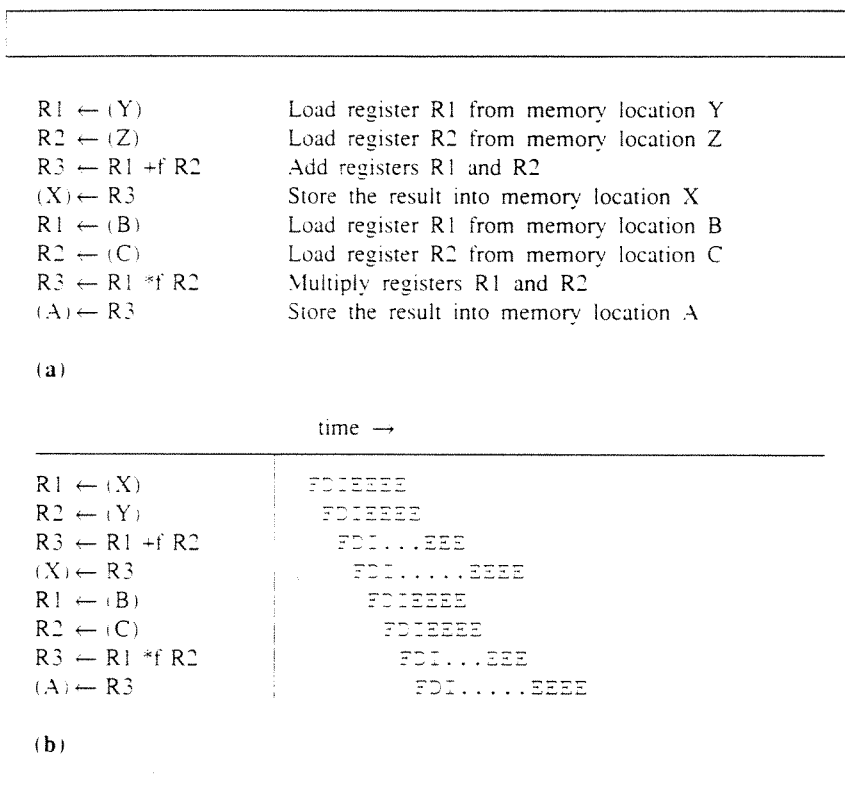 R1 ← (Y) Load register R1 from memory location Y
R2 ← (Z) Load register R2 from memory location Z
R3 ← R1 +f R2 Add registers R1 and R2
(X) ← R3 Store the result into memory location X
R1 ← (B) Load register R1 from memory location B
R2 ← (C) Load register R2 from memory location C
R3 ← R1 *f R2 Multiply registers R1 and R2
(A) ← R3 Store the result into memory location A
(a)
time →
R1 ← (X) FDIEEEE
R2 ← (Y) FDIEEEE
R3 ← R1 +f R2 FDI...EEE
(X) ← R3 FDI.....EEEE
R1 ← (B) FDIEEEE
R2 ← (C) FDIEEEE
R3 ← R1 *f R2 FDI...EEE
(A) ← R3 FDI.....EEEE
(b)